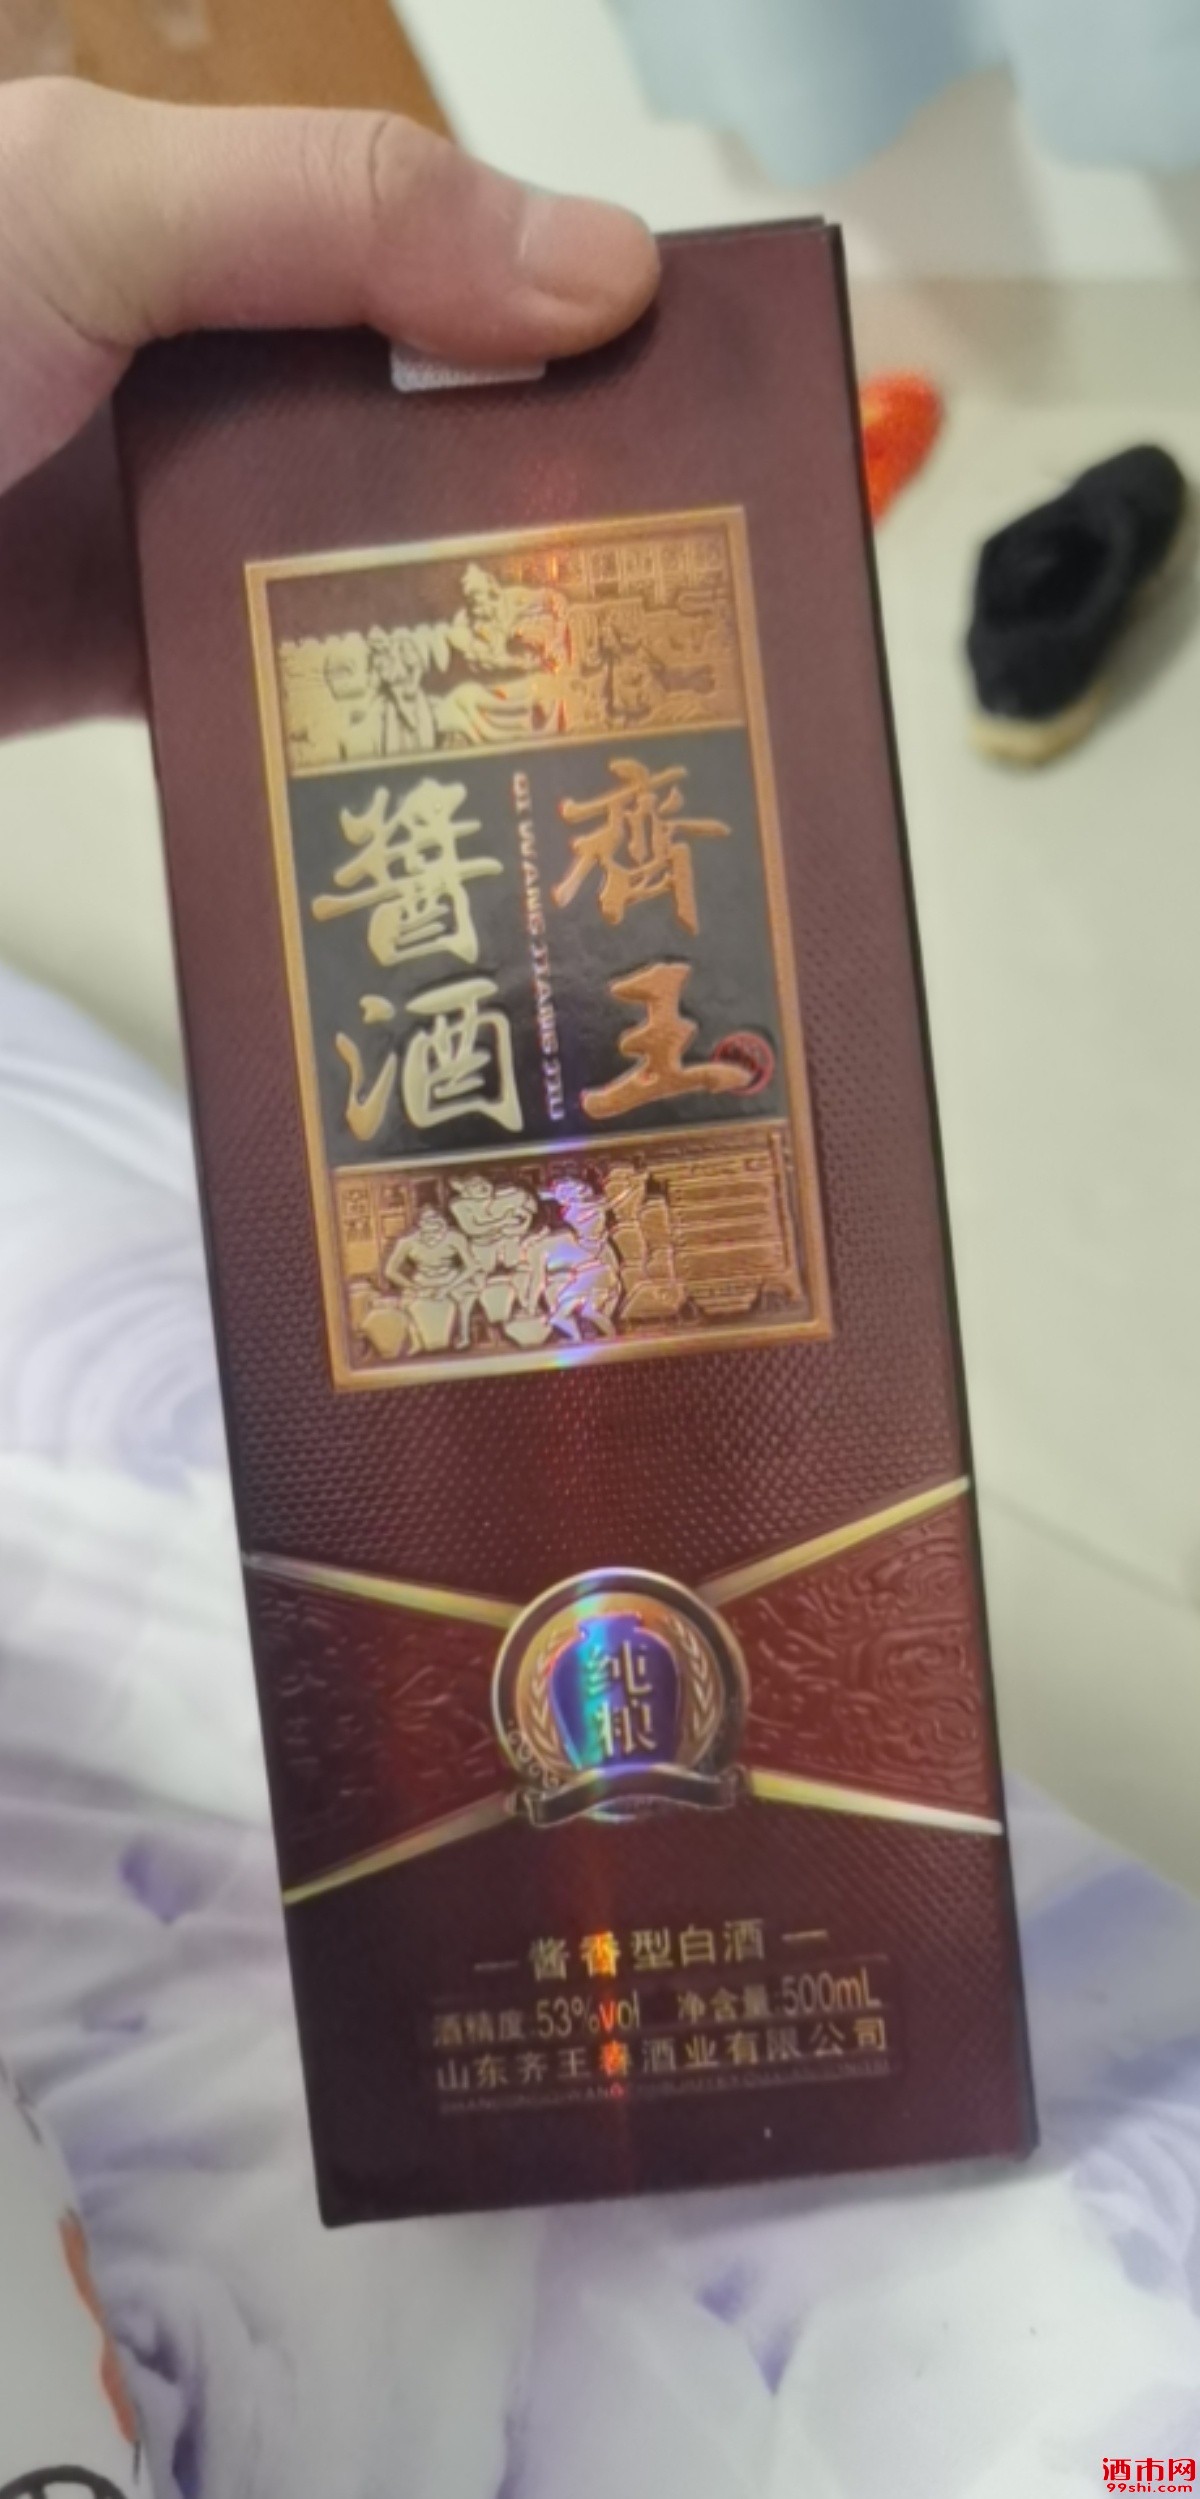 齊王
QI WANG JIANG JIU
醬酒
纯
粮
酱香型白酒
酒精度:53%vol 净含量:500mL
山东齐王春酒业有限公司
酒市网
99shi.com